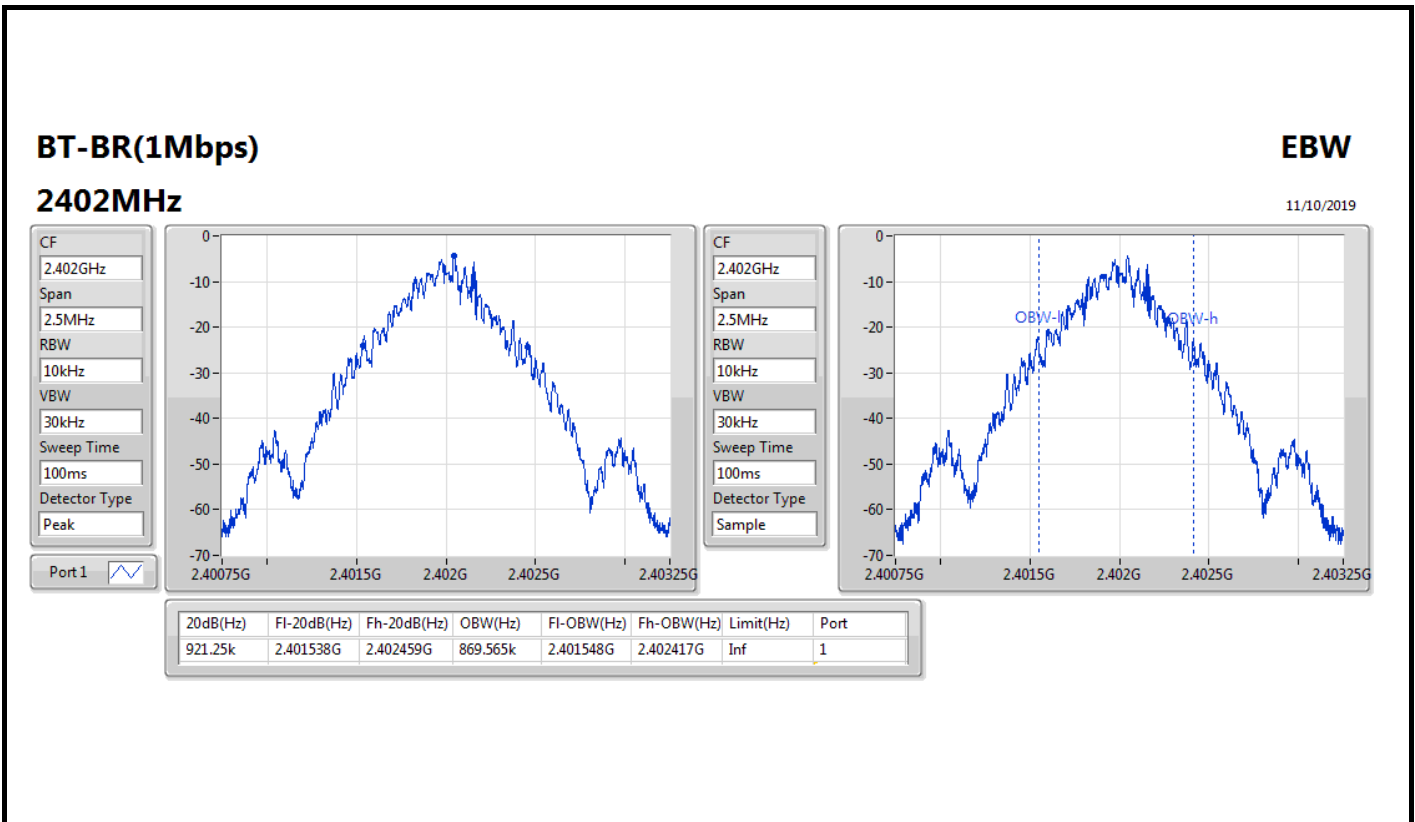 BT-BR(1Mbps)
EBW
2402MHz
11/10/2019
CF
2.402GHz
Span
2.5MHz
RBW
10kHz
VBW
30kHz
Sweep Time
100ms
Detector Type
Peak
Port 1
0
-10
-20
-30
-40
-50
-60
-70
2.40075G 2.4015G 2.402G 2.4025G 2.40325G
CF
2.402GHz
Span
2.5MHz
RBW
10kHz
VBW
30kHz
Sweep Time
100ms
Detector Type
Sample
0
-10
-20
-30
-40
-50
-60
-70
OBW-l OBW-h
2.40075G 2.4015G 2.402G 2.4025G 2.40325G
20dB(Hz) Fl-20dB(Hz) Fh-20dB(Hz) OBW(Hz) Fl-OBW(Hz) Fh-OBW(Hz) Limit(Hz) Port
921.25k 2.401538G 2.402459G 869.565k 2.401548G 2.402417G Inf 1